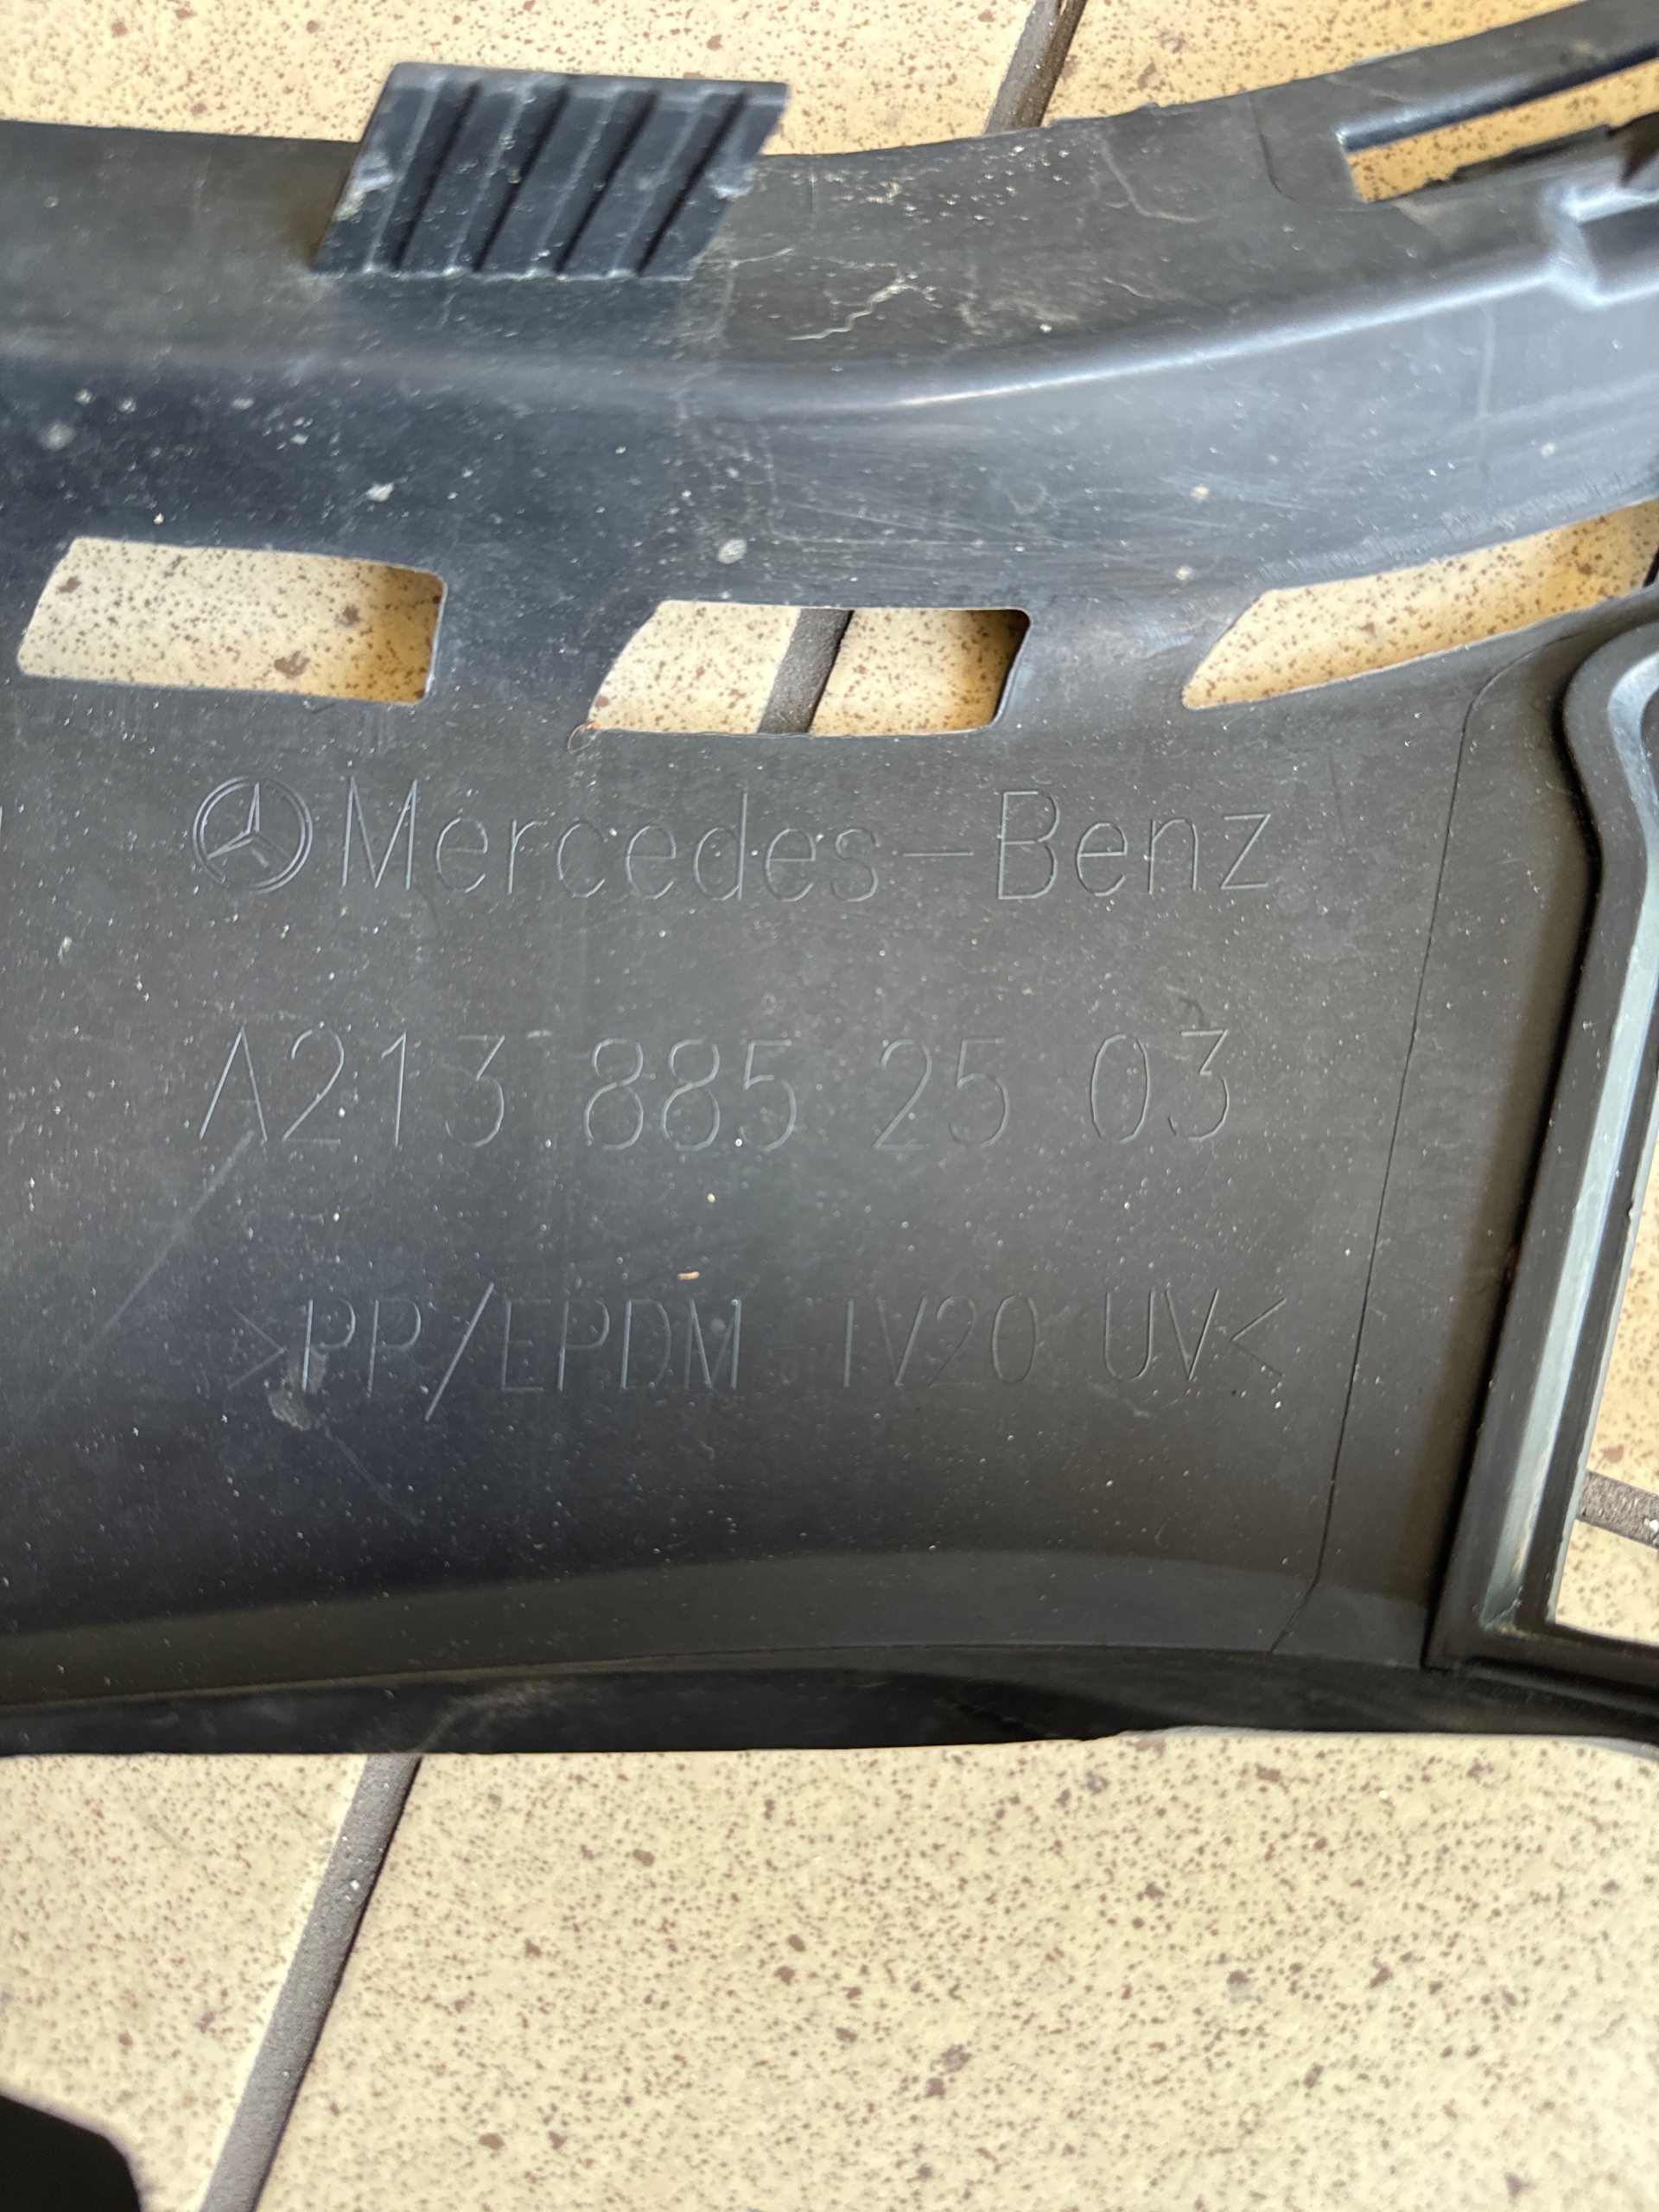 Mercedes-Benz
A213 885 25 03
>PP/EPDM TV20 UV<